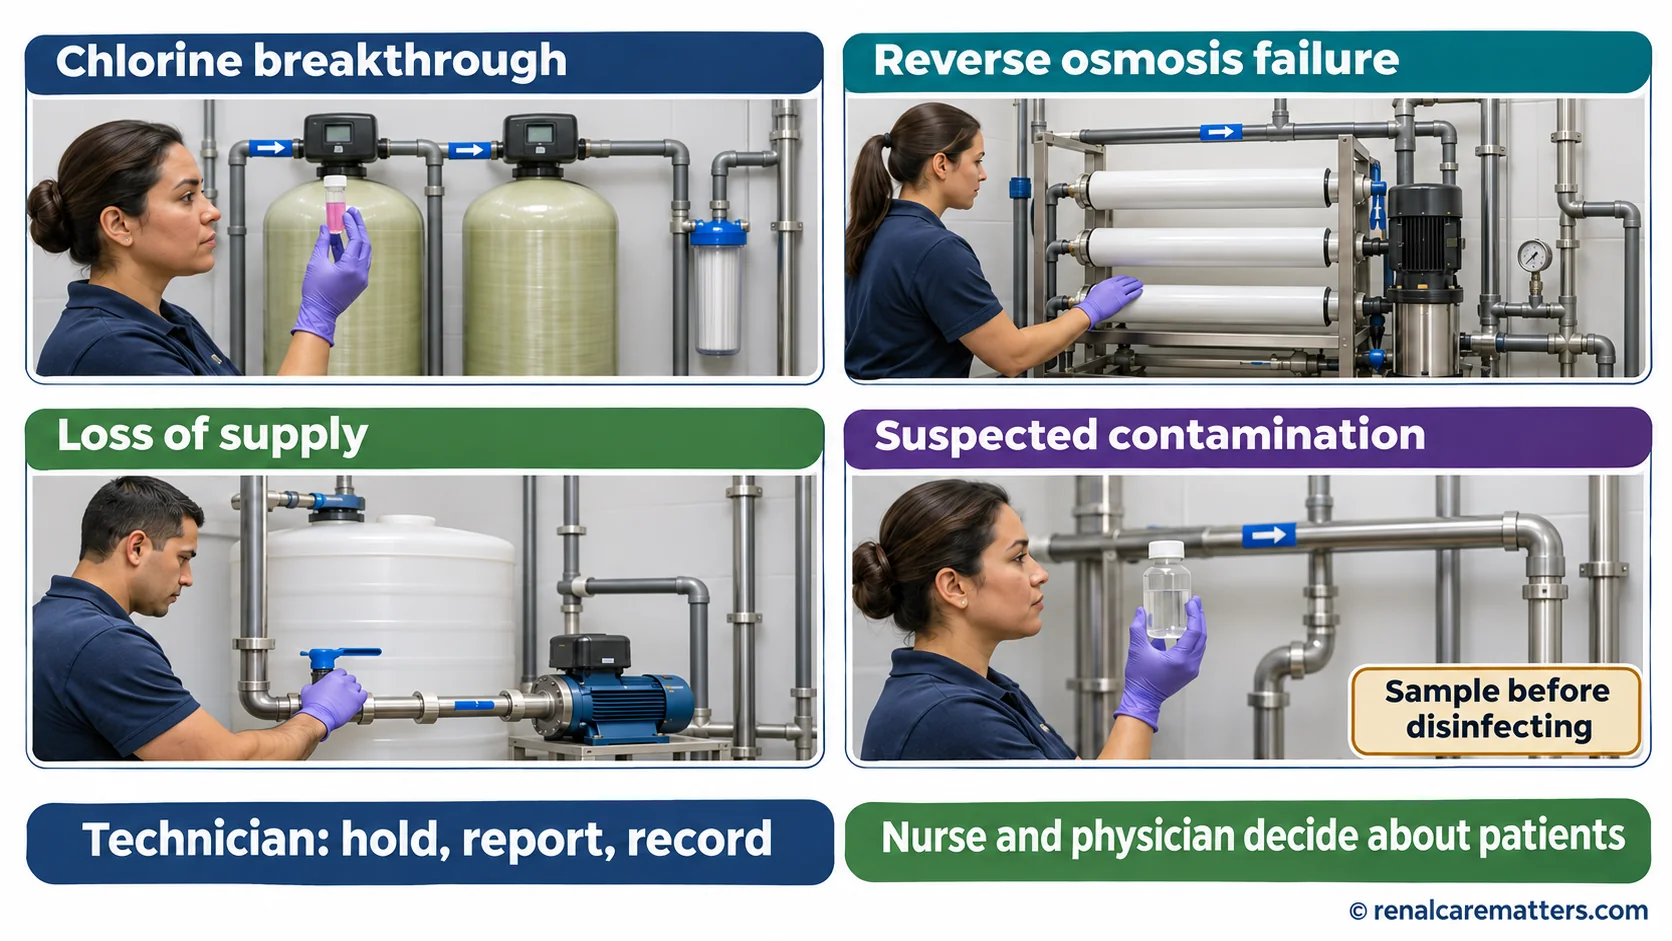 Chlorine breakthrough
Reverse osmosis failure
Loss of supply
Suspected contamination
Sample before
disinfecting
Technician: hold, report, record
Nurse and physician decide about patients
© renalcarematters.com